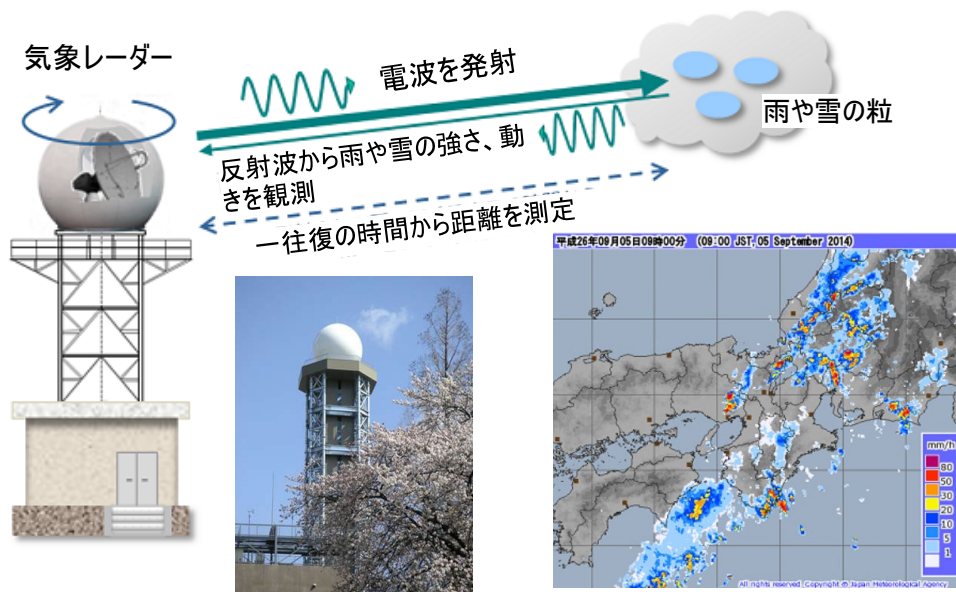 気象レーダー
電波を発射
雨や雪の粒
反射波から雨や雪の強さ、動
きを観測
一往復の時間から距離を測定
平成26年09月05日09時00分 (09:00 JST,05 September 2014)
mm/h
80
50
30
20
10
5
1
All rights reserved. Copyright © Japan Meteorological Agency